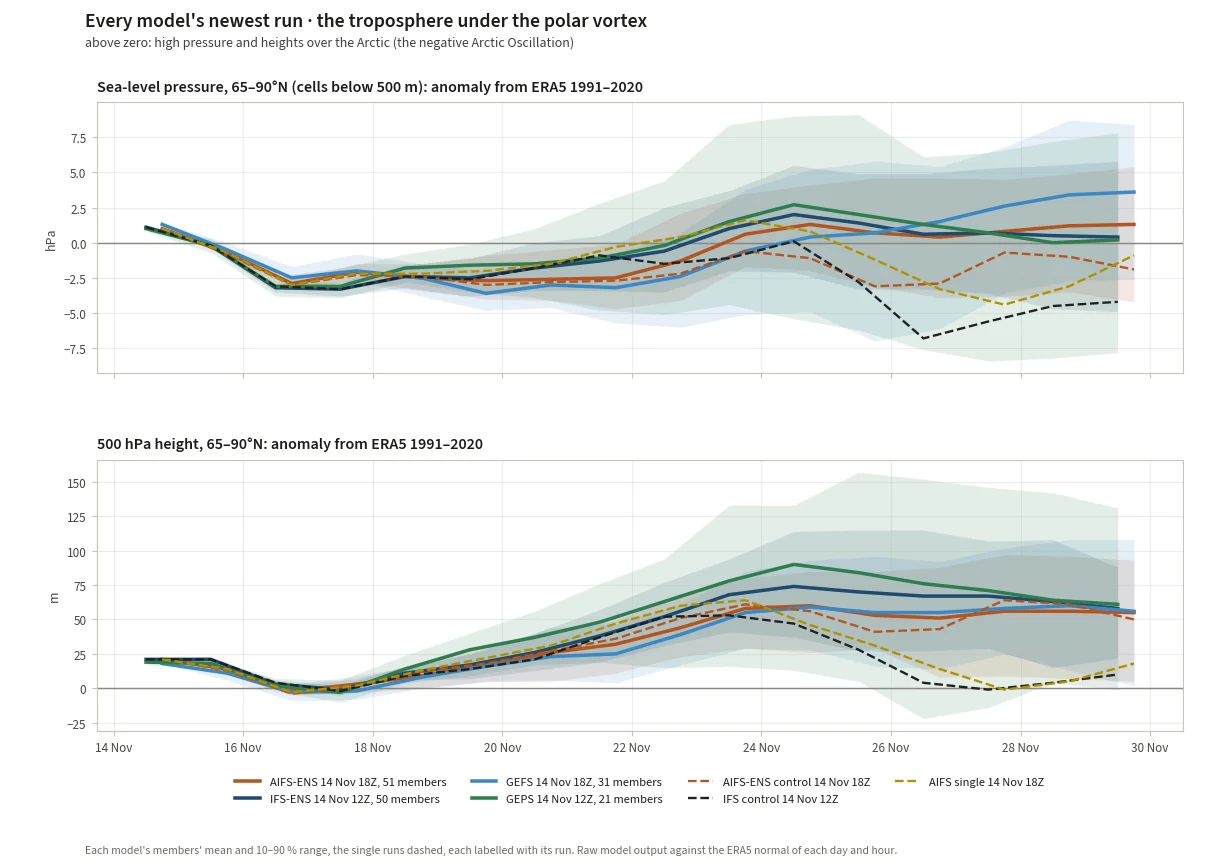 Every model's newest run · the troposphere under the polar vortex
above zero: high pressure and heights over the Arctic (the negative Arctic Oscillation)
Sea-level pressure, 65–90°N (cells below 500 m): anomaly from ERA5 1991–2020
7.5
5.0
2.5
0.0
−2.5
−5.0
−7.5
hPa
500 hPa height, 65–90°N: anomaly from ERA5 1991–2020
150
125
100
75
50
25
0
−25
m
14 Nov 16 Nov 18 Nov 20 Nov 22 Nov 24 Nov 26 Nov 28 Nov 30 Nov
AIFS-ENS 14 Nov 18Z, 51 members GEFS 14 Nov 18Z, 31 members AIFS-ENS control 14 Nov 18Z AIFS single 14 Nov 18Z
IFS-ENS 14 Nov 12Z, 50 members GEPS 14 Nov 12Z, 21 members IFS control 14 Nov 12Z
Each model's members' mean and 10–90 % range, the single runs dashed, each labelled with its run. Raw model output against the ERA5 normal of each day and hour.